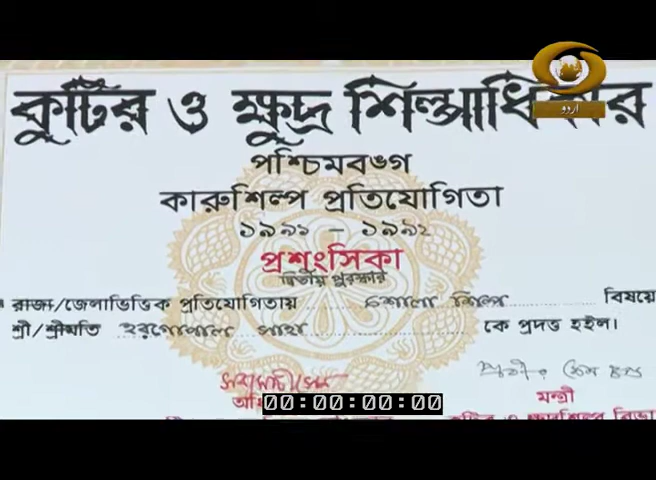 কুটির ও ক্ষুদ্র শিল্পাধিকার
اردو
পশ্চিমবঙ্গ
কারুশিল্প প্রতিযোগিতা
১৯৯১ - ১৯৯২
প্রশংসিকা
দ্বিতীয় পুরস্কার
রাজ্য/জেলাভিত্তিক প্রতিযোগিতায় শোলা শিল্প বিষয়ে
শ্রী/শ্রীমতি হরগোপাল সাহা কে প্রদত্ত হইল।
মন্ত্রী
00:00:00:00
কুটির ও ক্ষুদ্রশিল্প